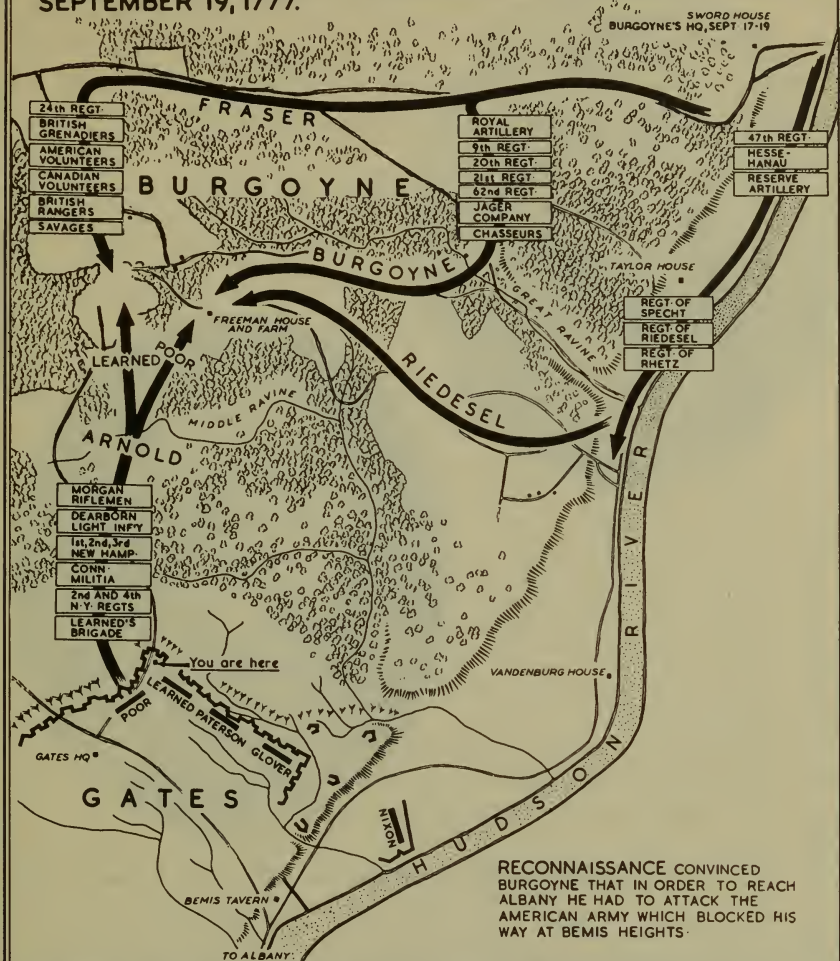 SEPTEMBER 19, 1777.
SWORD HOUSE
BURGOYNE'S HQ, SEPT 17-19
FRASER
24th REGT.
BRITISH
GRENADIERS
AMERICAN
VOLUNTEERS
CANADIAN
VOLUNTEERS
BRITISH
RANGERS
SAVAGES
BURGOYNE
ROYAL
ARTILLERY
9th REGT.
20th REGT.
21st REGT.
62nd REGT.
JAGER
COMPANY
CHASSEURS
47th REGT.
HESSE-
HANAU
RESERVE
ARTILLERY
BURGOYNE
TAYLOR HOUSE
GREAT RAVINE
REGT. OF
SPECHT
REGT. OF
RIEDESEL
REGT. OF
RHETZ
FREEMAN HOUSE
AND FARM
LEARNED
POOR
RIEDESEL
MIDDLE RAVINE
ARNOLD
MORGAN
RIFLEMEN
DEARBORN
LIGHT INF'Y
1st, 2nd, 3rd
NEW HAMP.
CONN.
MILITIA
2nd AND 4th
N.Y. REGTS
LEARNED'S
BRIGADE
You are here
VANDENBURG HOUSE
POOR
LEARNED
PATERSON
GLOVER
GATES HQ
GATES
NIXON
HUDSON RIVER
BEMIS TAVERN
TO ALBANY
RECONNAISSANCE CONVINCED
BURGOYNE THAT IN ORDER TO REACH
ALBANY HE HAD TO ATTACK THE
AMERICAN ARMY WHICH BLOCKED HIS
WAY AT BEMIS HEIGHTS.